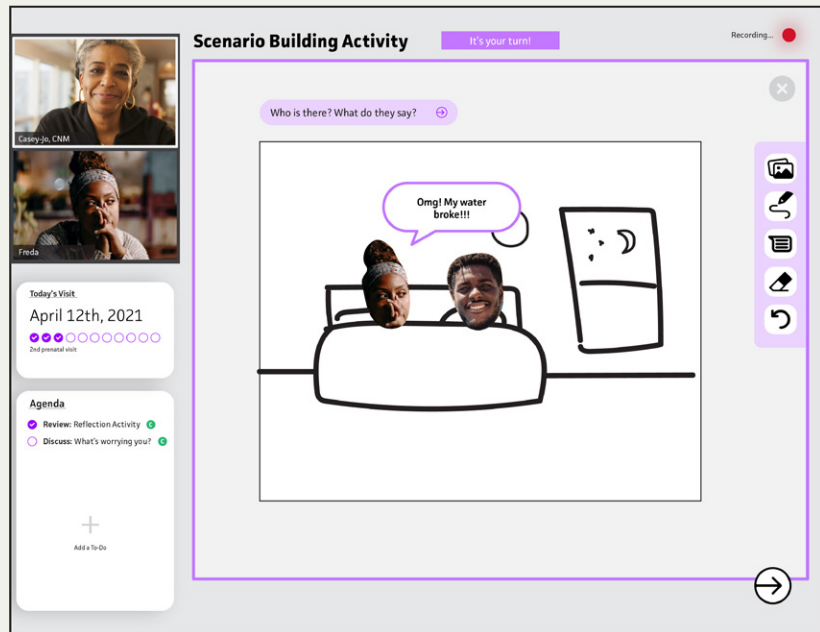 Scenario Building Activity
It's your turn!
Recording...
Casey-Jo, CNM
Freda
Who is there? What do they say?
Omg! My water
broke!!!
Today's Visit
April 12th, 2021
2nd prenatal visit
Agenda
Review: Reflection Activity C
Discuss: What's worrying you? C
Add a To-Do